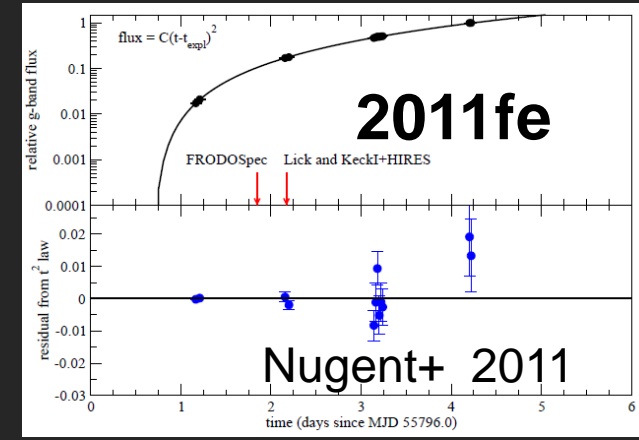 1
flux = C(t-t_expl)^2
0.1
relative g-band flux
2011fe
0.01
0.001
FRODOSpec Lick and KeckI+HIRES
0.0001
0.02
0.01
residual from t^2 law
0
-0.01
-0.02
Nugent+ 2011
-0.03
0 1 2 3 4 5 6
time (days since MJD 55796.0)